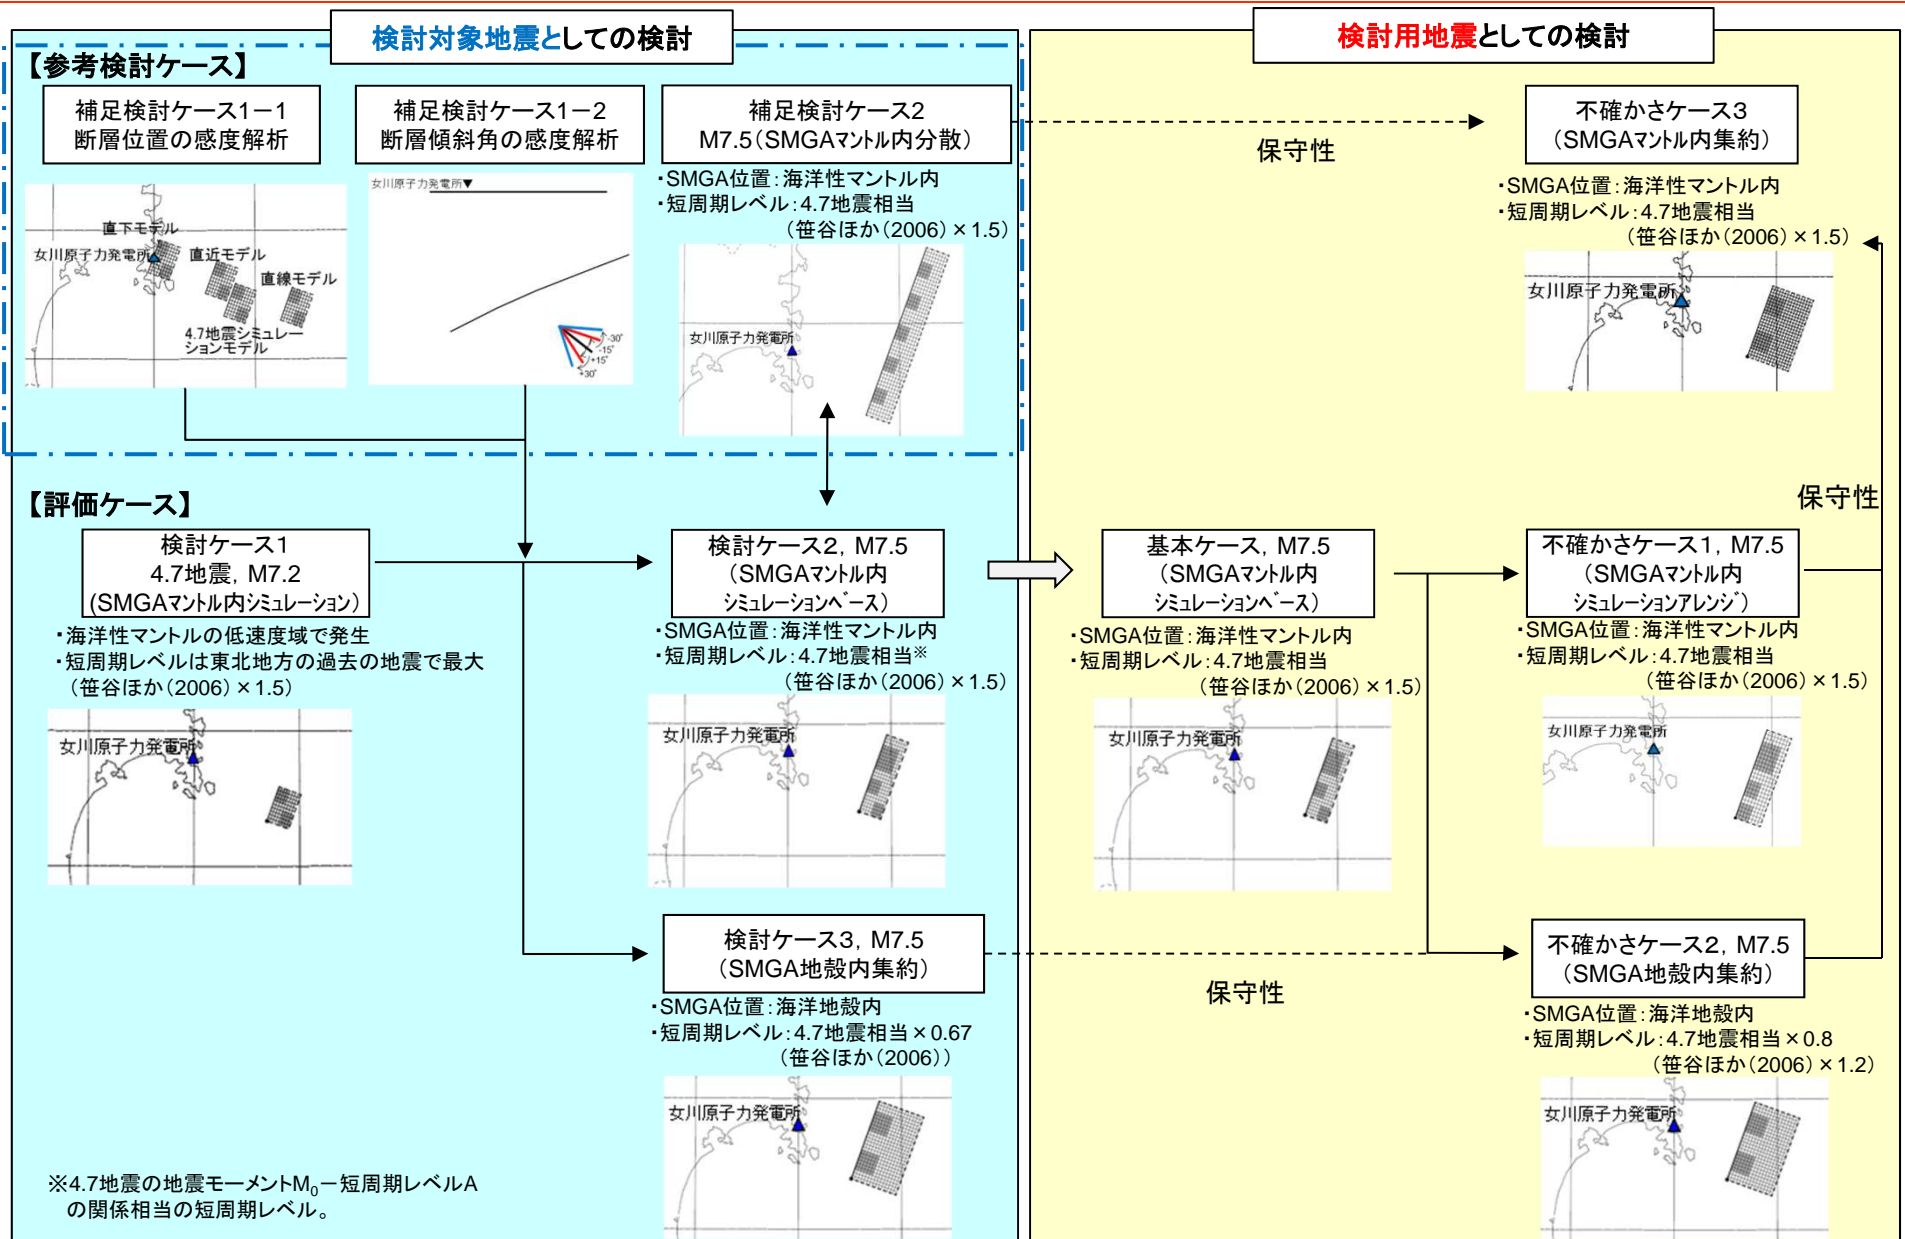 検討対象地震としての検討
検討用地震としての検討
【参考検討ケース】
補足検討ケース1－1
断層位置の感度解析
補足検討ケース1－2
断層傾斜角の感度解析
補足検討ケース2
M7.5(SMGAマントル内分散)
・SMGA位置：海洋性マントル内
・短周期レベル：4.7地震相当
（笹谷ほか（2006）×1.5）
保守性
不確かさケース3
（SMGAマントル内集約）
・SMGA位置：海洋性マントル内
・短周期レベル：4.7地震相当
（笹谷ほか（2006）×1.5）
直下モデル
女川原子力発電所
直近モデル
直線モデル
4.7地震シミュレー
ションモデル
女川原子力発電所▼
-30°
-15°
+15°
+30°
女川原子力発電所
女川原子力発電所
保守性
【評価ケース】
検討ケース1
4.7地震，M7.2
(SMGAマントル内シミュレーション）
・海洋性マントルの低速度域で発生
・短周期レベルは東北地方の過去の地震で最大
（笹谷ほか（2006）×1.5）
女川原子力発電所
検討ケース2，M7.5
（SMGAマントル内
シミュレーションベース）
・SMGA位置：海洋性マントル内
・短周期レベル：4.7地震相当※
（笹谷ほか（2006）×1.5）
女川原子力発電所
基本ケース，M7.5
（SMGAマントル内
シミュレーションベース）
・SMGA位置：海洋性マントル内
・短周期レベル：4.7地震相当
（笹谷ほか（2006）×1.5）
女川原子力発電所
不確かさケース1，M7.5
（SMGAマントル内
シミュレーションアレンジ）
・SMGA位置：海洋性マントル内
・短周期レベル：4.7地震相当
（笹谷ほか（2006）×1.5）
女川原子力発電所
検討ケース3，M7.5
（SMGA地殻内集約）
・SMGA位置：海洋地殻内
・短周期レベル：4.7地震相当×0.67
（笹谷ほか（2006））
女川原子力発電所
保守性
不確かさケース2，M7.5
（SMGA地殻内集約）
・SMGA位置：海洋地殻内
・短周期レベル：4.7地震相当×0.8
（笹谷ほか（2006）×1.2）
女川原子力発電所
※4.7地震の地震モーメントM₀－短周期レベルA
の関係相当の短周期レベル。